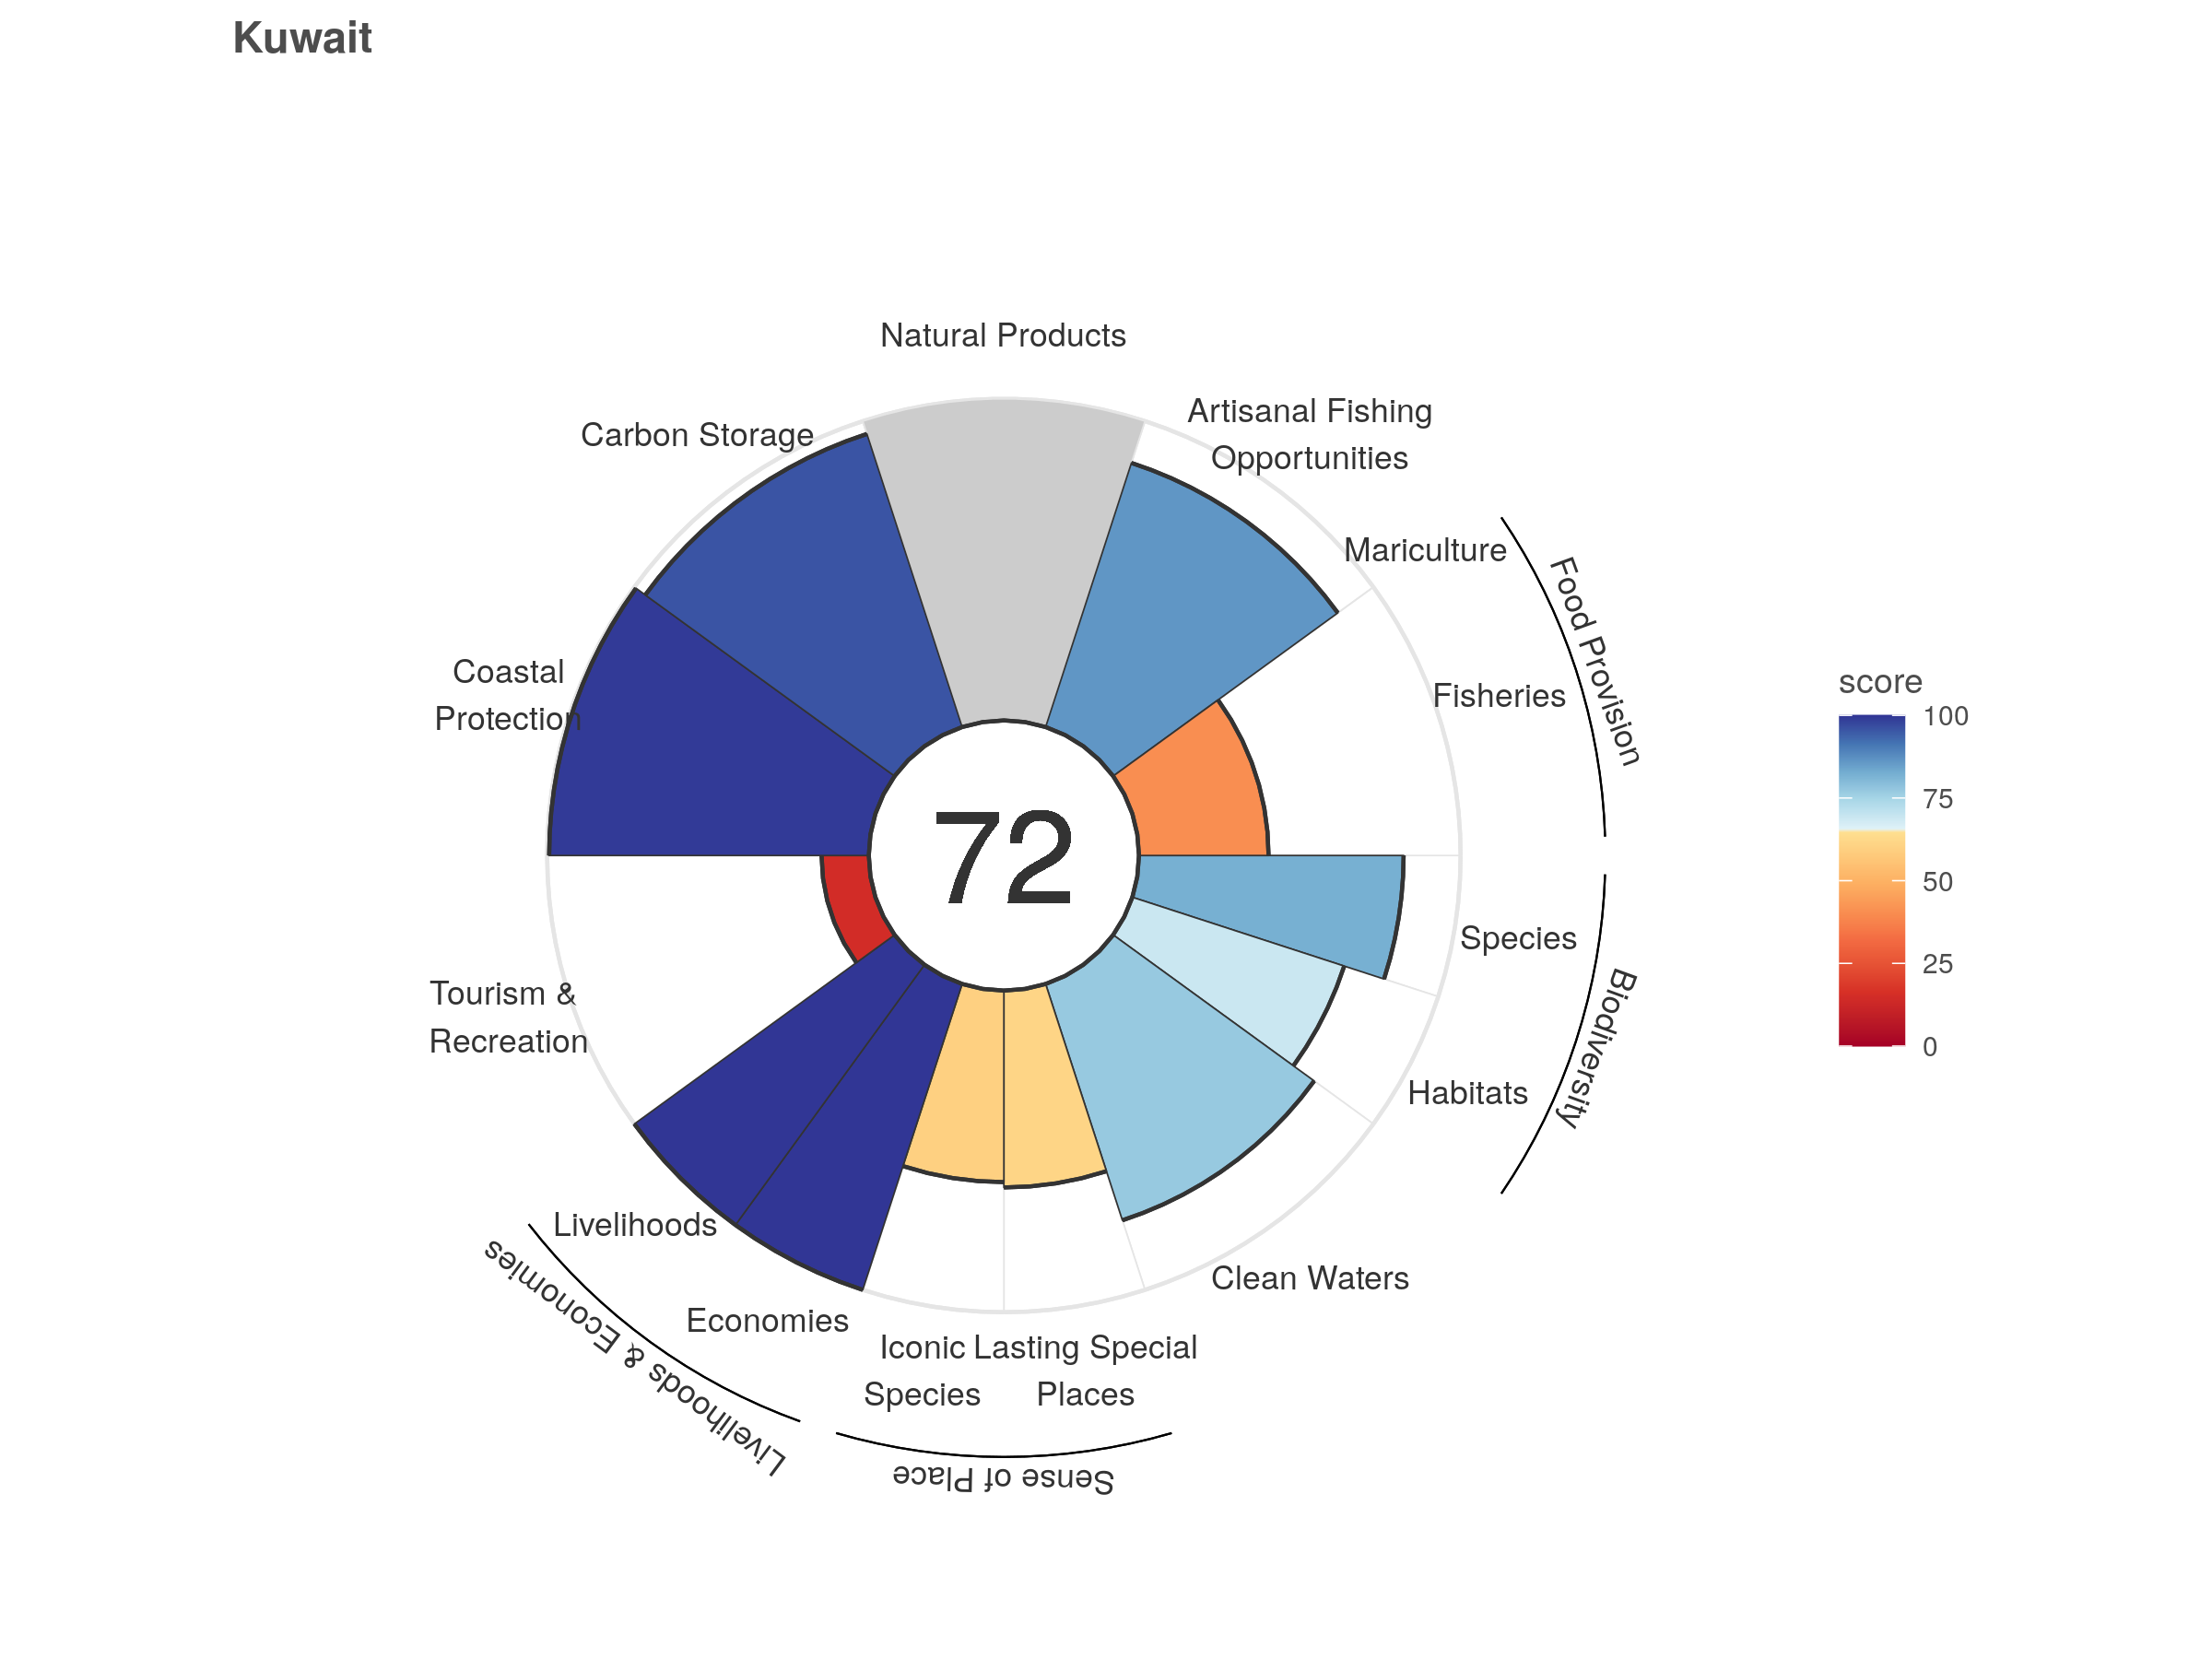 Kuwait
Natural Products
Artisanal Fishing
Opportunities
Carbon Storage
Mariculture
Food Provision
Fisheries
Coastal
Protection
score
100
75
50
25
0
72
Species
Biodiversity
Tourism &
Recreation
Habitats
Livelihoods
Clean Waters
Economies
Livelihoods & Economies
Iconic
Species
Lasting Special
Places
Sense of Place